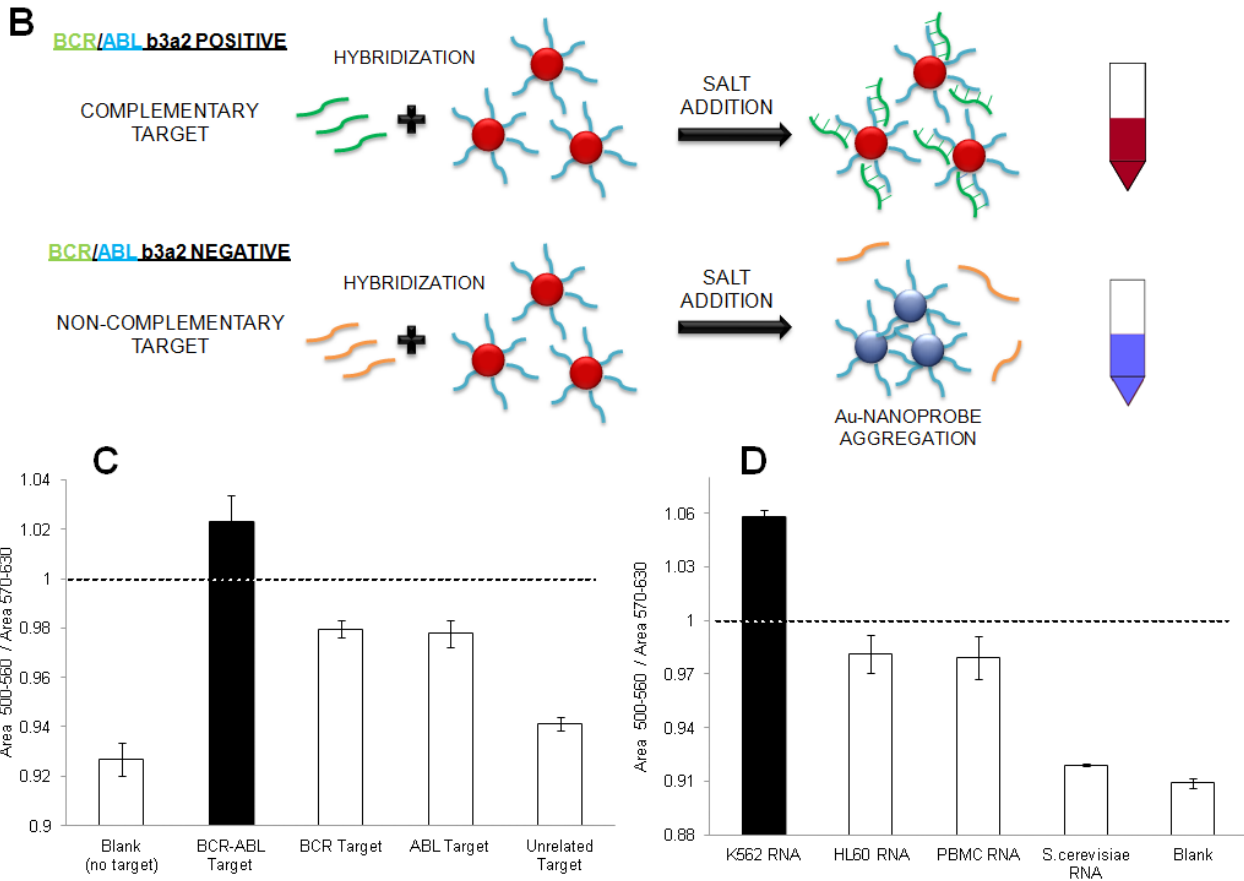 B
BCR/ABL b3a2 POSITIVE
HYBRIDIZATION
COMPLEMENTARY
TARGET
SALT
ADDITION
BCR/ABL b3a2 NEGATIVE
HYBRIDIZATION
NON-COMPLEMENTARY
TARGET
SALT
ADDITION
Au-NANOPROBE
AGGREGATION
C
Area 500-560 / Area 570-630
1.04
1.02
1
0.98
0.96
0.94
0.92
0.9
Blank
(no target)
BCR-ABL
Target
BCR Target
ABL Target
Unrelated
Target
D
Area 500-560 / Area 570-630
1.06
1.03
1
0.97
0.94
0.91
0.88
K562 RNA
HL60 RNA
PBMC RNA
S.cerevisiae
RNA
Blank